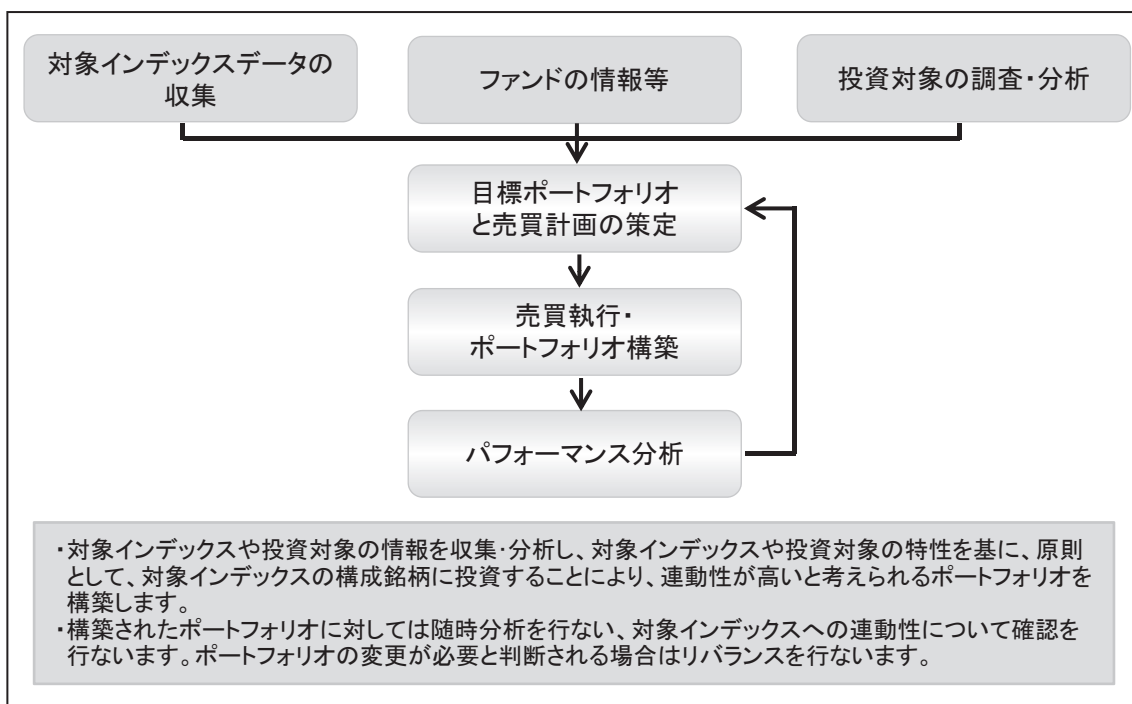 対象インデックスデータの
収集
ファンドの情報等
投資対象の調査・分析
目標ポートフォリオ
と売買計画の策定
売買執行・
ポートフォリオ構築
パフォーマンス分析
・対象インデックスや投資対象の情報を収集・分析し、対象インデックスや投資対象の特性を基に、原則
として、対象インデックスの構成銘柄に投資することにより、連動性が高いと考えられるポートフォリオを
構築します。
・構築されたポートフォリオに対しては随時分析を行ない、対象インデックスへの連動性について確認を
行ないます。ポートフォリオの変更が必要と判断される場合はリバランスを行ないます。